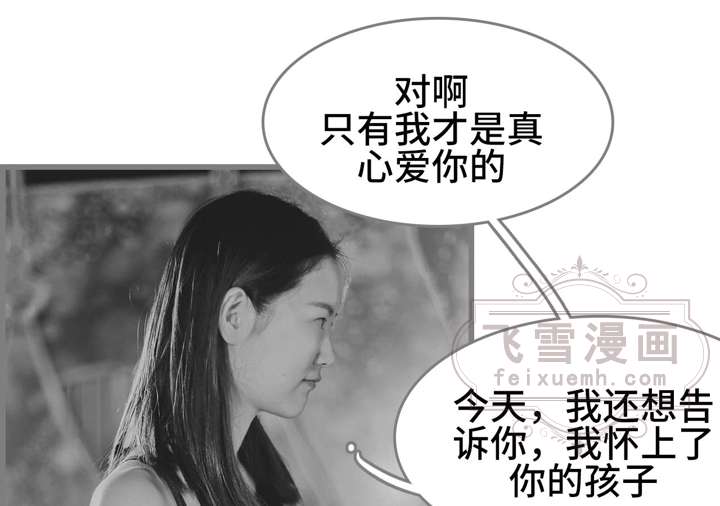 对啊
只有我才是真
心爱你的
飞雪漫画
feixuemh.com
今天，我还想告
诉你，我怀上了
你的孩子